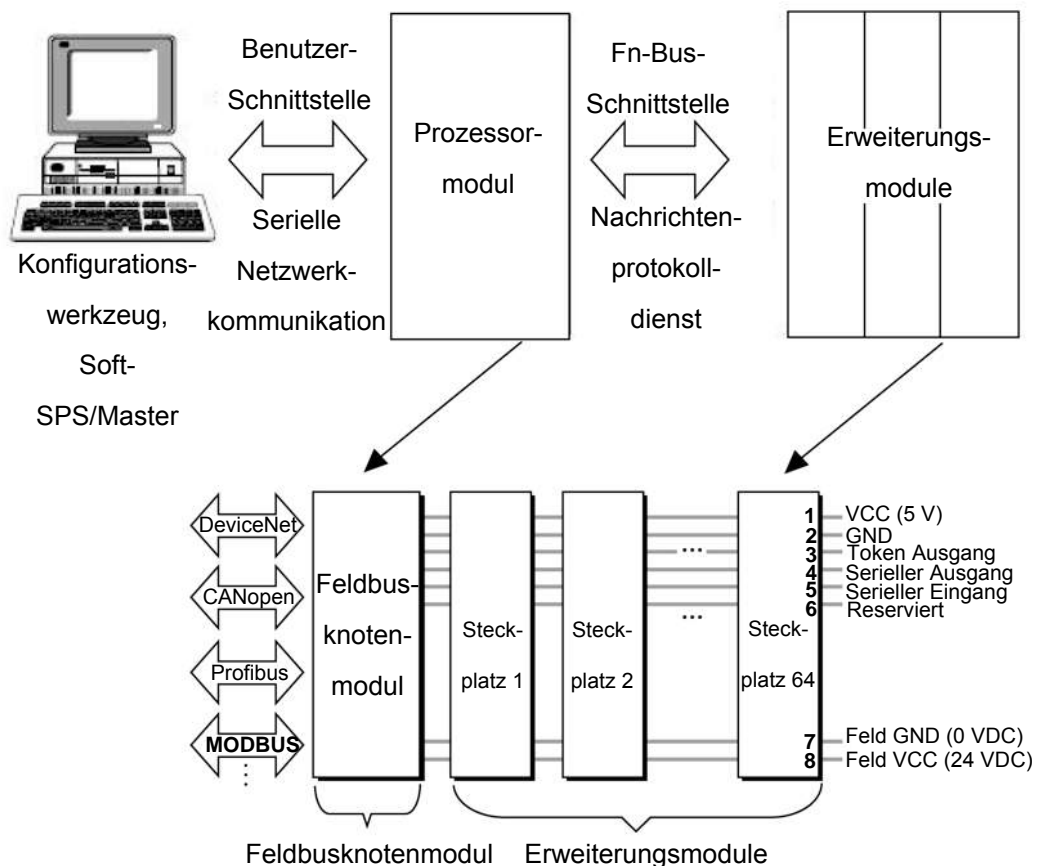 Benutzer-
Schnittstelle
Serielle
Netzwerk-
kommunikation
Prozessor-
modul
Fn-Bus-
Schnittstelle
Nachrichten-
protokoll-
dienst
Erweiterungs-
module
Konfigurations-
werkzeug,
Soft-
SPS/Master
DeviceNet
CANopen
Profibus
MODBUS
Feldbus-
knoten-
modul
Steck-
platz 1
Steck-
platz 2
...
...
Steck-
platz 64
1 VCC (5 V)
2 GND
3 Token Ausgang
4 Serieller Ausgang
5 Serieller Eingang
6 Reserviert
7 Feld GND (0 VDC)
8 Feld VCC (24 VDC)
Feldbusknotenmodul
Erweiterungsmodule